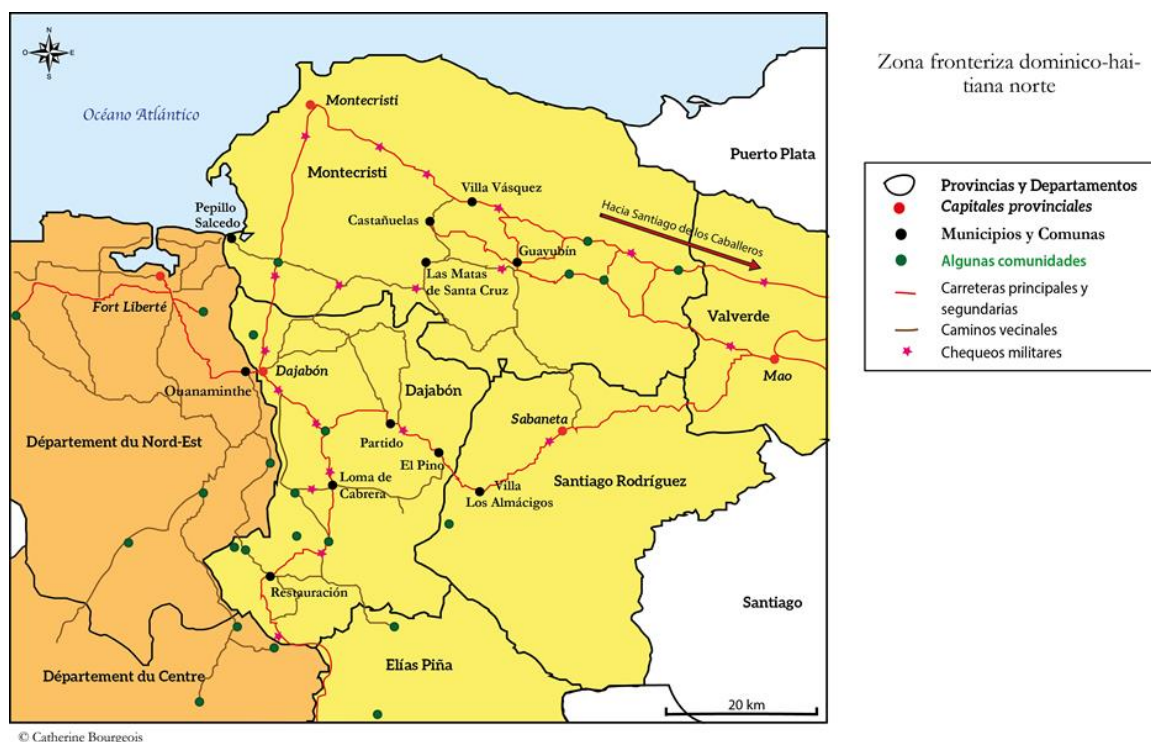 N
O
E
S
Océano Atlántico
Montecristi
Montecristi
Puerto Plata
Villa Vásquez
Pepillo
Salcedo
Castañuelas
Hacia Santiago de los Caballeros
Guayubín
Las Matas
de Santa Cruz
Fort Liberté
Valverde
Dajabón
Ouanaminthe
Dajabón
Mao
Sabaneta
Département du Nord-Est
Partido
El Pino
Loma de
Cabrera
Villa
Los Almácigos
Santiago Rodríguez
Restauración
Santiago
Département du Centre
Elías Piña
20 km
Zona fronteriza dominico-hai-
tiana norte
Provincias y Departamentos
Capitales provinciales
Municipios y Comunas
Algunas comunidades
Carreteras principales y
segundarias
Caminos vecinales
Chequeos militares
© Catherine Bourgeois